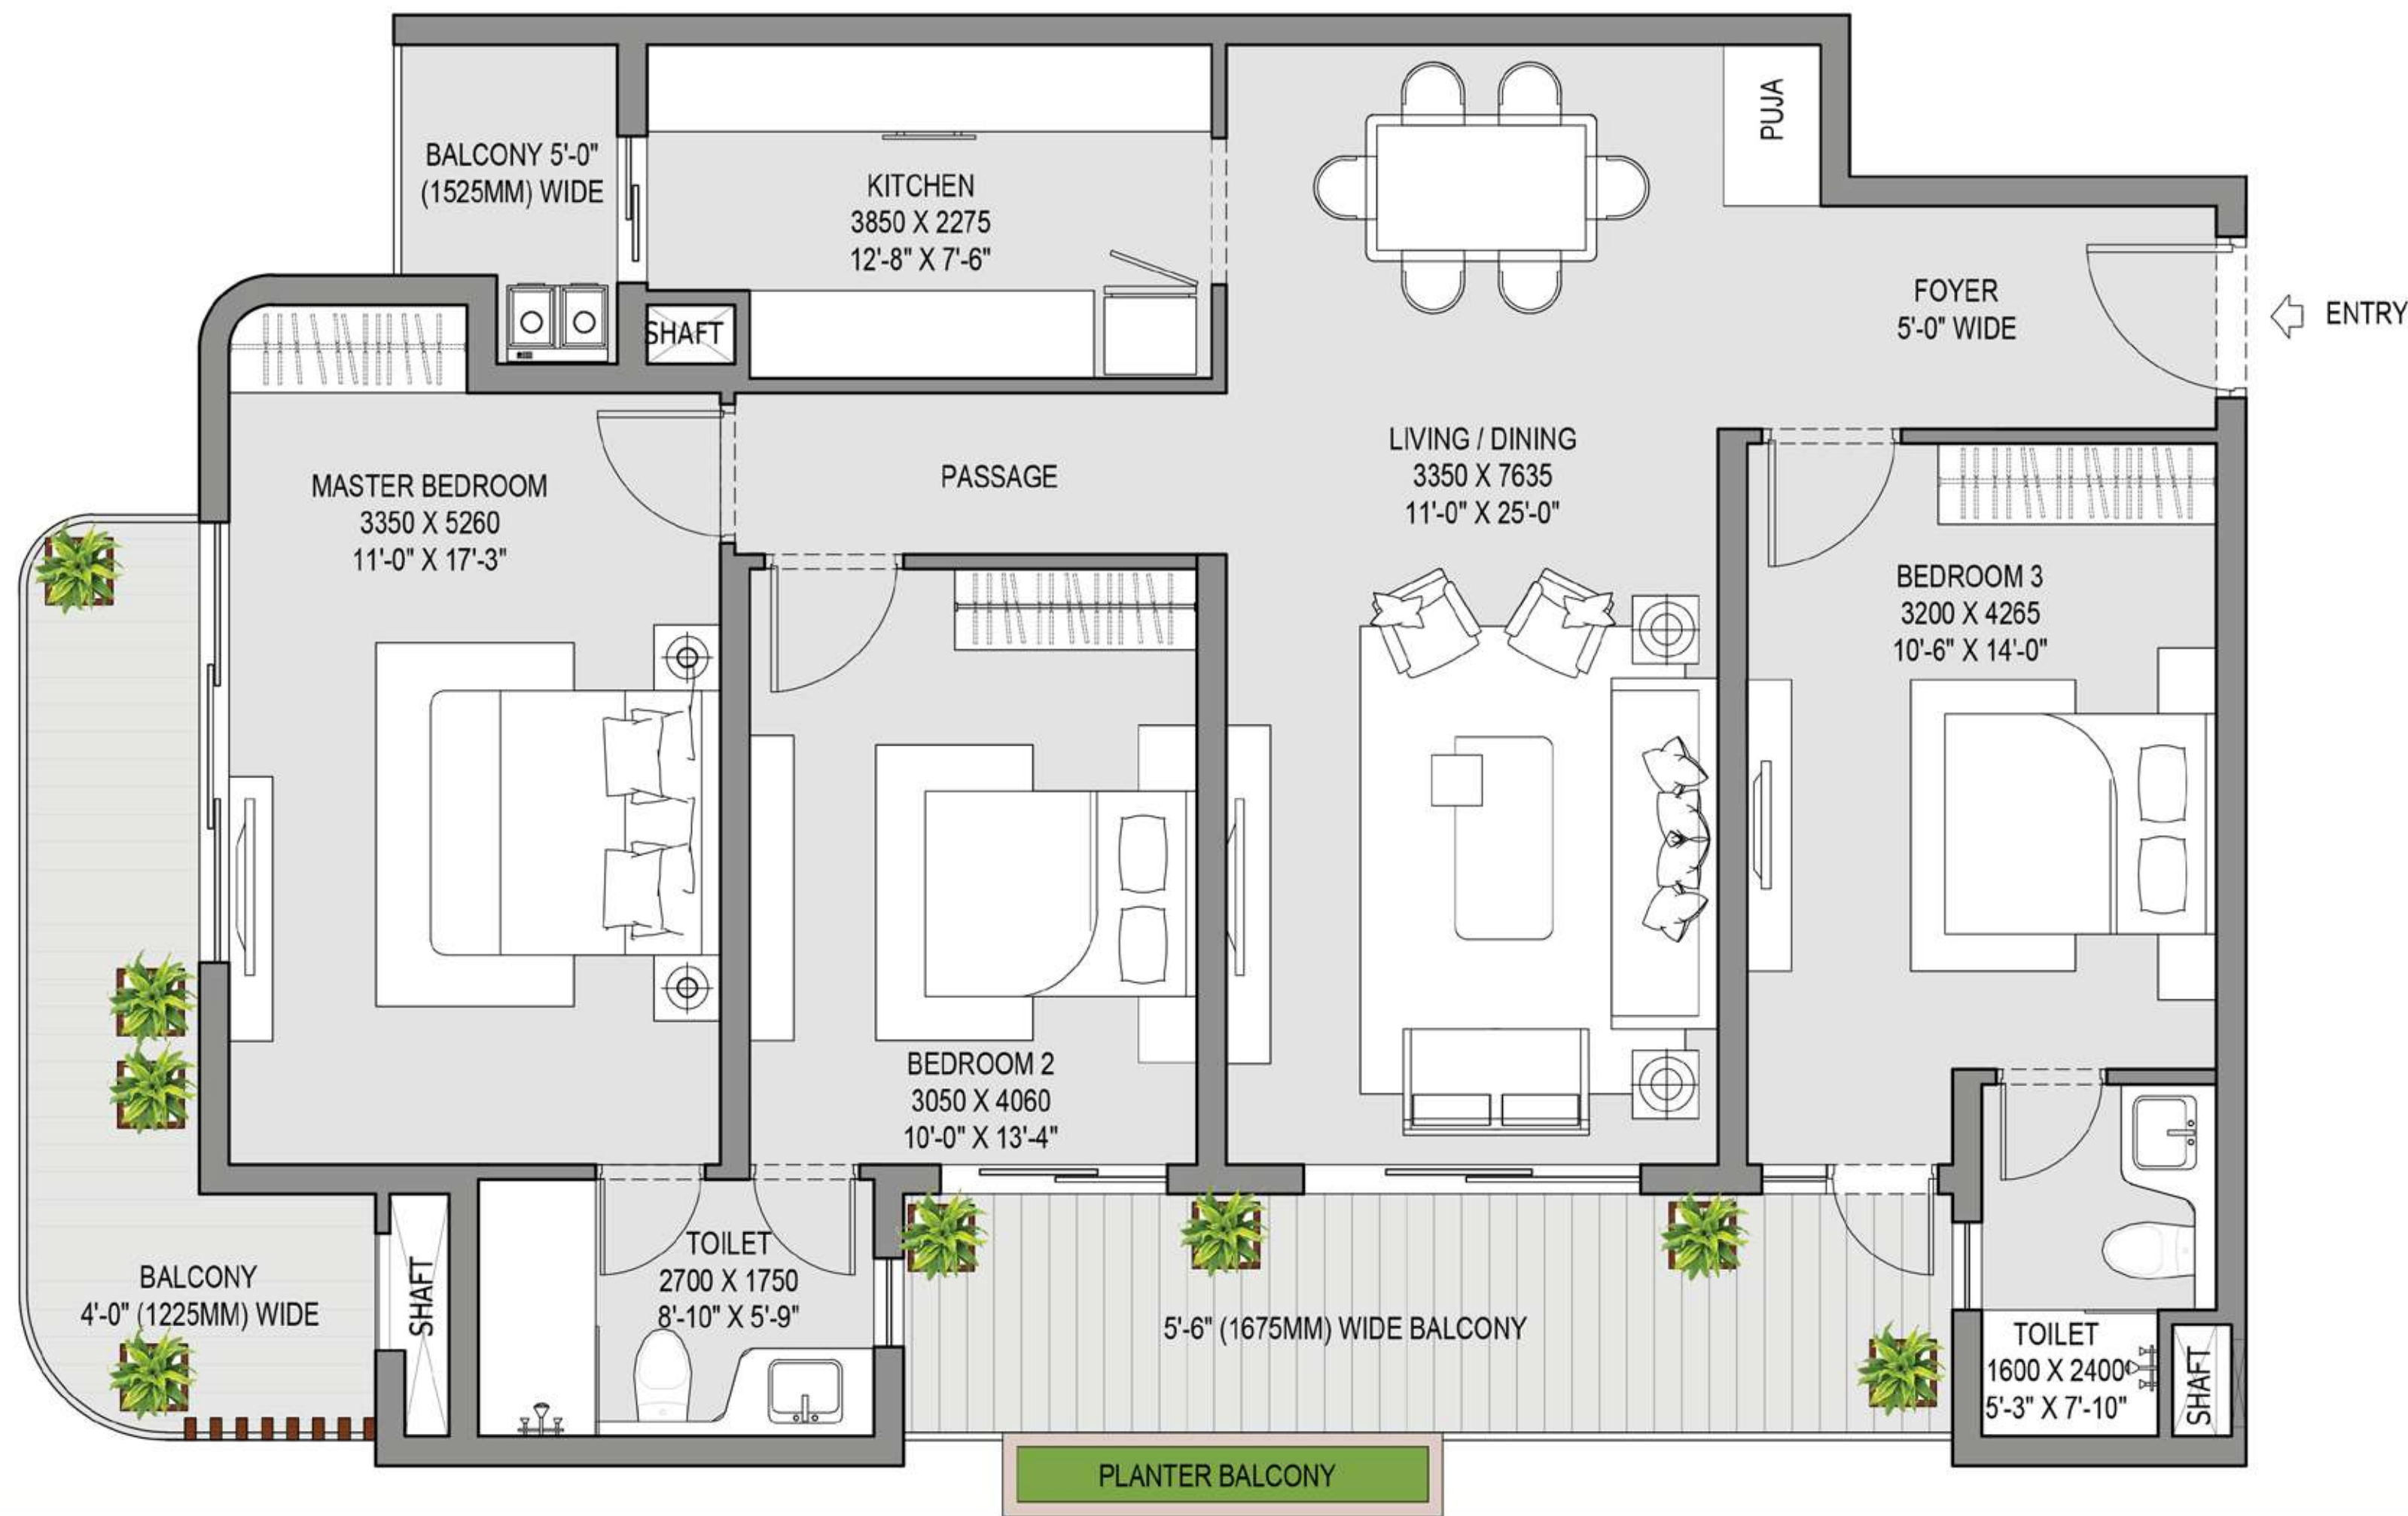 PUJA
BALCONY 5'-0"
(1525MM) WIDE
KITCHEN
3850 X 2275
12'-8" X 7'-6"
FOYER
5'-0" WIDE
ENTRY
SHAFT
LIVING / DINING
3350 X 7635
11'-0" X 25'-0"
PASSAGE
MASTER BEDROOM
3350 X 5260
11'-0" X 17'-3"
BEDROOM 3
3200 X 4265
10'-6" X 14'-0"
BEDROOM 2
3050 X 4060
10'-0" X 13'-4"
BALCONY
4'-0" (1225MM) WIDE
SHAFT
TOILET
2700 X 1750
8'-10" X 5'-9"
5'-6" (1675MM) WIDE BALCONY
TOILET
1600 X 2400
5'-3" X 7'-10"
SHAFT
PLANTER BALCONY